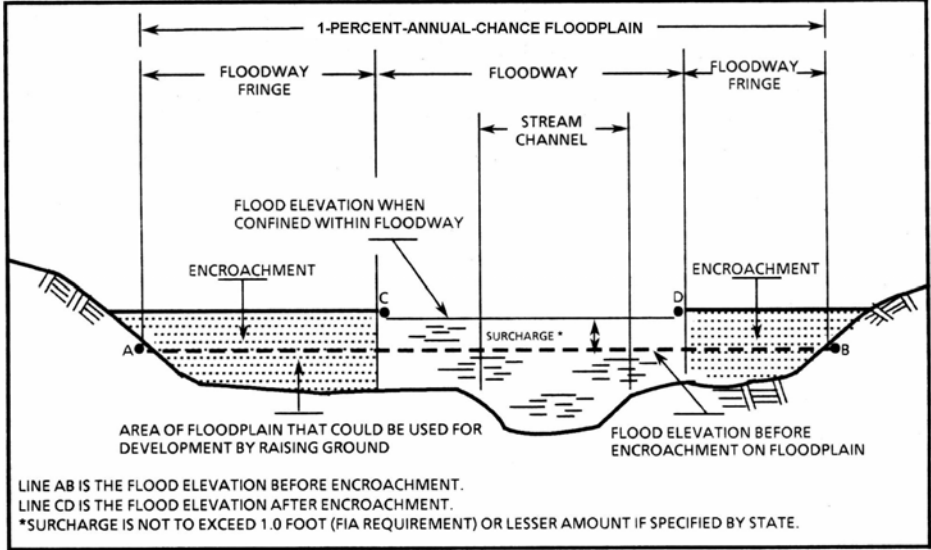 1-PERCENT-ANNUAL-CHANCE FLOODPLAIN
FLOODWAY
FRINGE
FLOODWAY
FLOODWAY
FRINGE
STREAM
CHANNEL
FLOOD ELEVATION WHEN
CONFINED WITHIN FLOODWAY
ENCROACHMENT
ENCROACHMENT
C
D
SURCHARGE *
A
B
AREA OF FLOODPLAIN THAT COULD BE USED FOR
DEVELOPMENT BY RAISING GROUND
FLOOD ELEVATION BEFORE
ENCROACHMENT ON FLOODPLAIN
LINE AB IS THE FLOOD ELEVATION BEFORE ENCROACHMENT.
LINE CD IS THE FLOOD ELEVATION AFTER ENCROACHMENT.
*SURCHARGE IS NOT TO EXCEED 1.0 FOOT (FIA REQUIREMENT) OR LESSER AMOUNT IF SPECIFIED BY STATE.